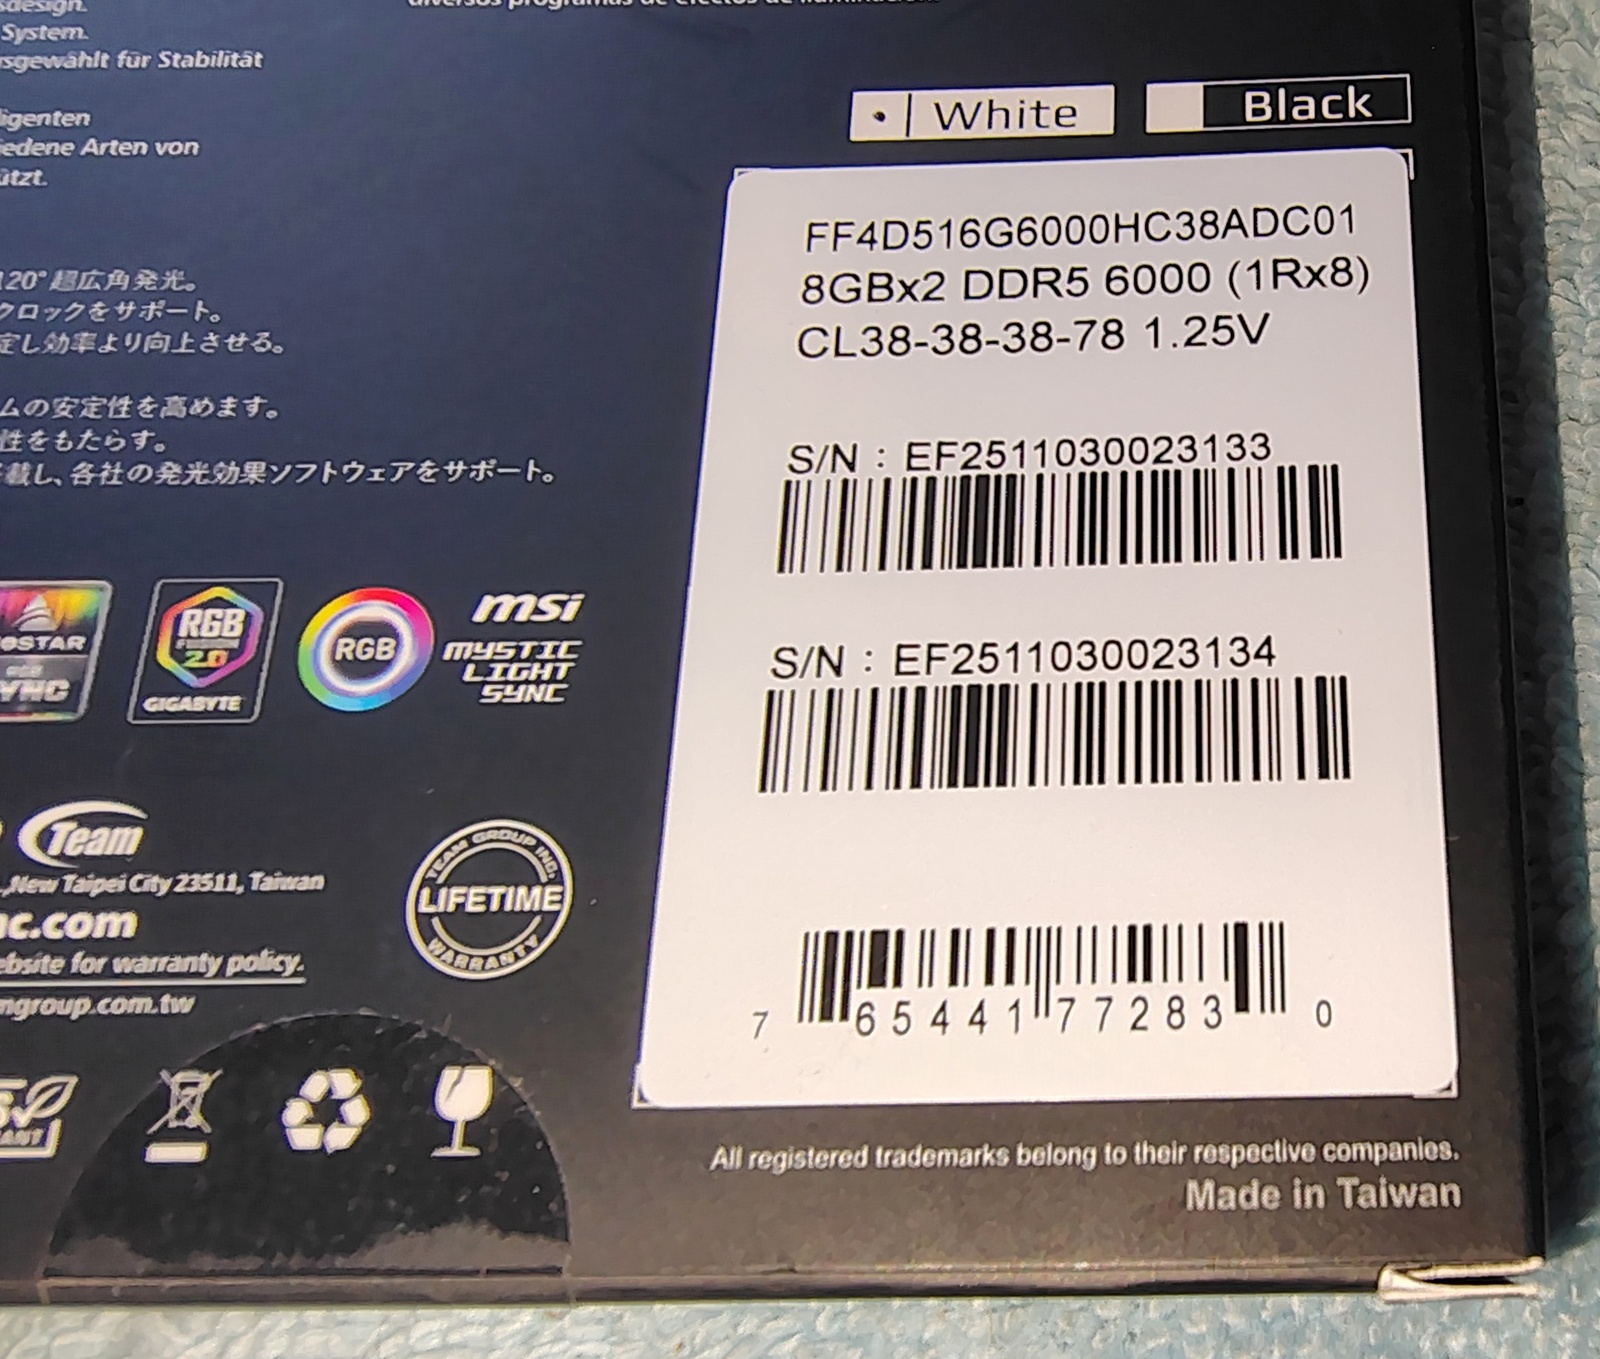 System.
sgewählt für Stabilität
igenten
iedene Arten von
ützt.
120° 超広角発光。
クロックをサポート。
定し効率より向上させる。
ムの安定性を高めます。
性をもたらす。
載し、各社の発光効果ソフトウェアをサポート。
White
Black
FF4D516G6000HC38ADC01
8GBx2 DDR5 6000 (1Rx8)
CL38-38-38-78 1.25V
S/N : EF2511030023133
S/N : EF2511030023134
7 65441 77283 0
OSTAR
YNC
RGB
FUSION
2.0
GIGABYTE
RGB
msi
MYSTIC
LIGHT
SYNC
Team
,New Taipei City 23511, Taiwan
nc.com
ebsite for warranty policy.
mgroup.com.tw
TEAM GROUP INC.
LIFETIME
WARRANTY
All registered trademarks belong to their respective companies.
Made in Taiwan